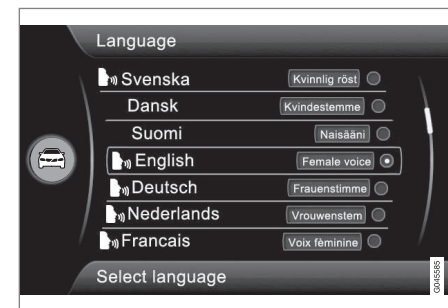 Language
Svenska Kvinnlig röst
Dansk Kvindestemme
Suomi Naisääni
English Female voice
Deutsch Frauenstimme
Nederlands Vrouwenstem
Francais Voix fèminine
Select language
G045585